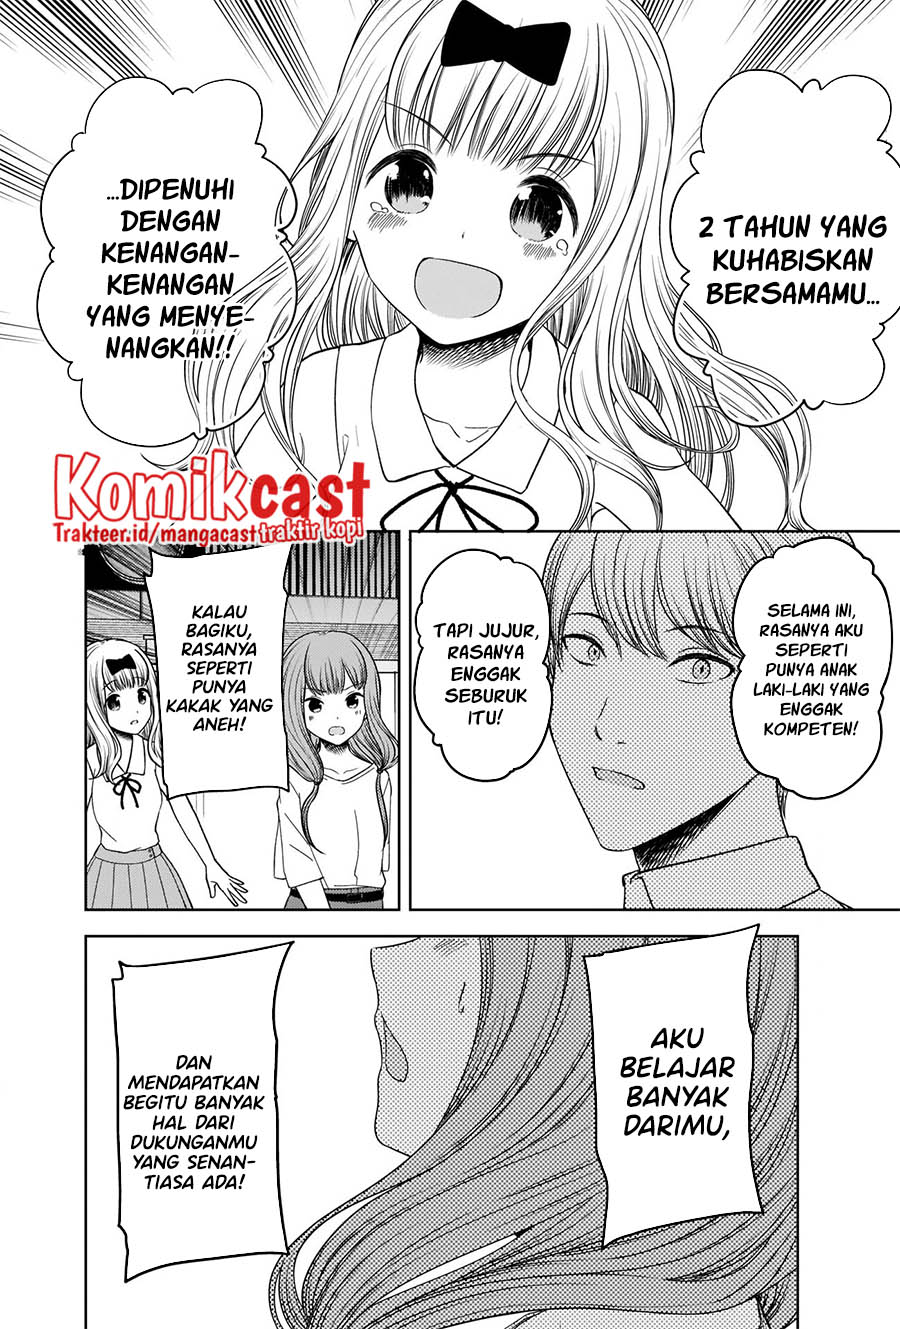 2 TAHUN YANG
KUHABISKAN
BERSAMAMU...
...DIPENUHI
DENGAN
KENANGAN-
KENANGAN
YANG MENYE-
NANGKAN!!
Komikcast
Trakteer.id/mangacast traktir kopi
SELAMA INI,
RASANYA AKU
SEPERTI
PUNYA ANAK
LAKI-LAKI YANG
ENGGAK
KOMPETEN!
TAPI JUJUR,
RASANYA
ENGGAK
SEBURUK
ITU!
KALAU
BAGIKU,
RASANYA
SEPERTI
PUNYA
KAKAK YANG
ANEH!
AKU
BELAJAR
BANYAK
DARIMU,
DAN
MENDAPATKAN
BEGITU BANYAK
HAL DARI
DUKUNGANMU
YANG SENAN-
TIASA ADA!